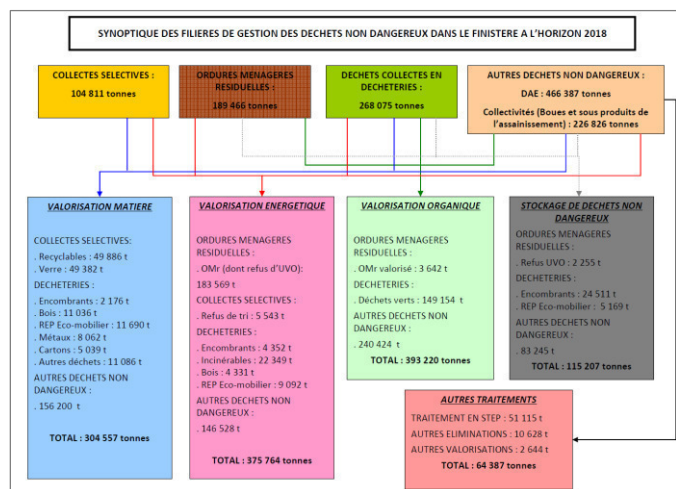 SYNOPTIQUE DES FILIERES DE GESTION DES DECHETS NON DANGEREUX DANS LE FINISTERE A L'HORIZON 2018
COLLECTES SELECTIVES :
104 811 tonnes
ORDURES MENAGERES
RESIDUELLES :
189 466 tonnes
DECHETS COLLECTES EN
DECHETERIES :
268 075 tonnes
AUTRES DECHETS NON
DANGEREUX :
DAE : 466 387 tonnes
Collectivités (Boues et sous produits de
l'assainissement) : 226 826 tonnes
VALORISATION MATIERE
COLLECTES SELECTIVES:
. Recyclables : 49 886 t
. Verre : 49 382 t
DECHETERIES :
. Encombrants : 2 176 t
. Bois : 11 036 t
. REP Eco-mobilier : 11 690 t
. Métaux : 8 062 t
. Cartons : 5 039 t
. Autres déchets : 11 086 t
AUTRES DECHETS NON
DANGEREUX :
. 156 200 t
TOTAL : 304 557 tonnes
VALORISATION ENERGETIQUE
ORDURES MENAGERES
RESIDUELLES :
. OMr (dont refus d'UVO):
183 569 t
COLLECTES SELECTIVES :
. Refus de tri : 5 543 t
DECHETERIES :
. Encombrants : 4 352 t
. Incinérables : 22 349 t
. Bois : 4 331 t
. REP Eco-mobilier : 9 092 t
AUTRES DECHETS NON
DANGEREUX :
. 146 528 t
TOTAL : 375 764 tonnes
VALORISATION ORGANIQUE
ORDURES MENAGERES
RESIDUELLES :
. OMr valorisé : 3 642 t
DECHETERIES :
. Déchets verts : 149 154 t
AUTRES DECHETS NON
DANGEREUX :
. 240 424 t
TOTAL : 393 220 tonnes
STOCKAGE DE DECHETS NON
DANGEREUX
ORDURES MENAGERES
RESIDUELLES :
. Refus UVO : 2 255 t
DECHETERIES :
. Encombrants : 24 511 t
. REP Eco-mobilier : 5 169 t
AUTRES DECHETS NON
DANGEREUX :
. 83 245 t
TOTAL : 115 207 tonnes
AUTRES TRAITEMENTS
TRAITEMENT EN STEP : 51 115 t
AUTRES ELIMINATIONS : 10 628 t
AUTRES VALORISATIONS : 2 644 t
TOTAL : 64 387 tonnes